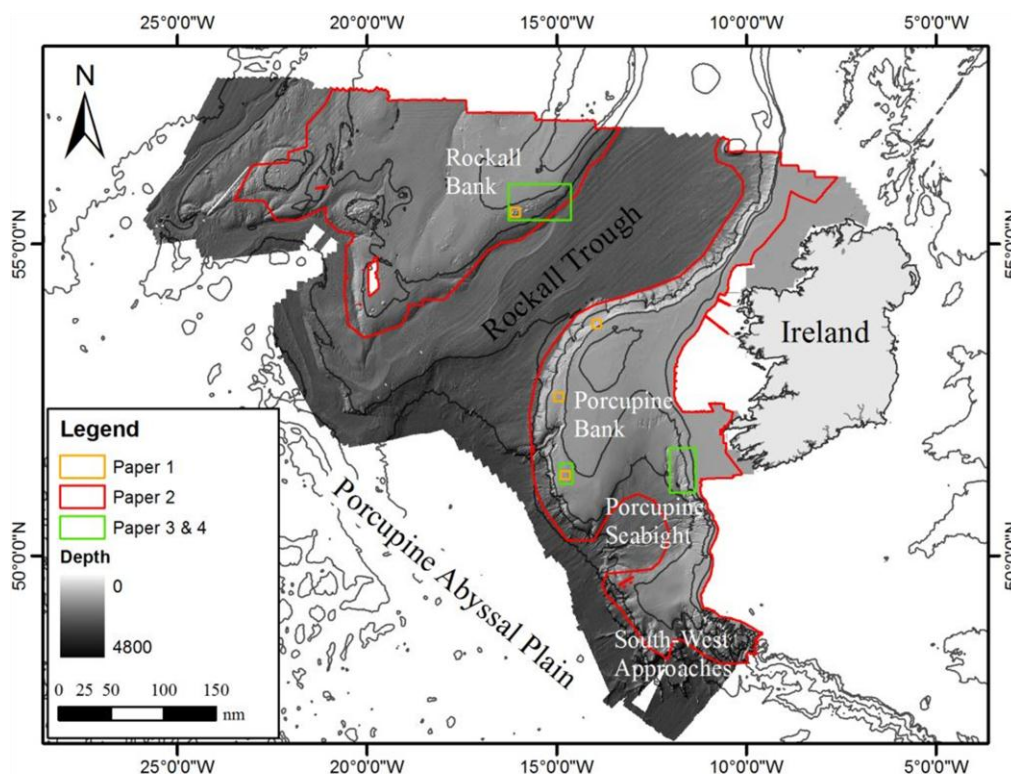 25°0'0"W 20°0'0"W 15°0'0"W 10°0'0"W 5°0'0"W
N
Rockall
Bank
55°0'0"N
55°0'0"N
Rockall Trough
Ireland
Porcupine
Bank
Porcupine
Seabight
50°0'0"N
50°0'0"N
Porcupine Abyssal Plain
South-West
Approaches
Legend
Paper 1
Paper 2
Paper 3 & 4
Depth
0
4800
0 25 50 100 150
nm
25°0'0"W 20°0'0"W 15°0'0"W 10°0'0"W 5°0'0"W